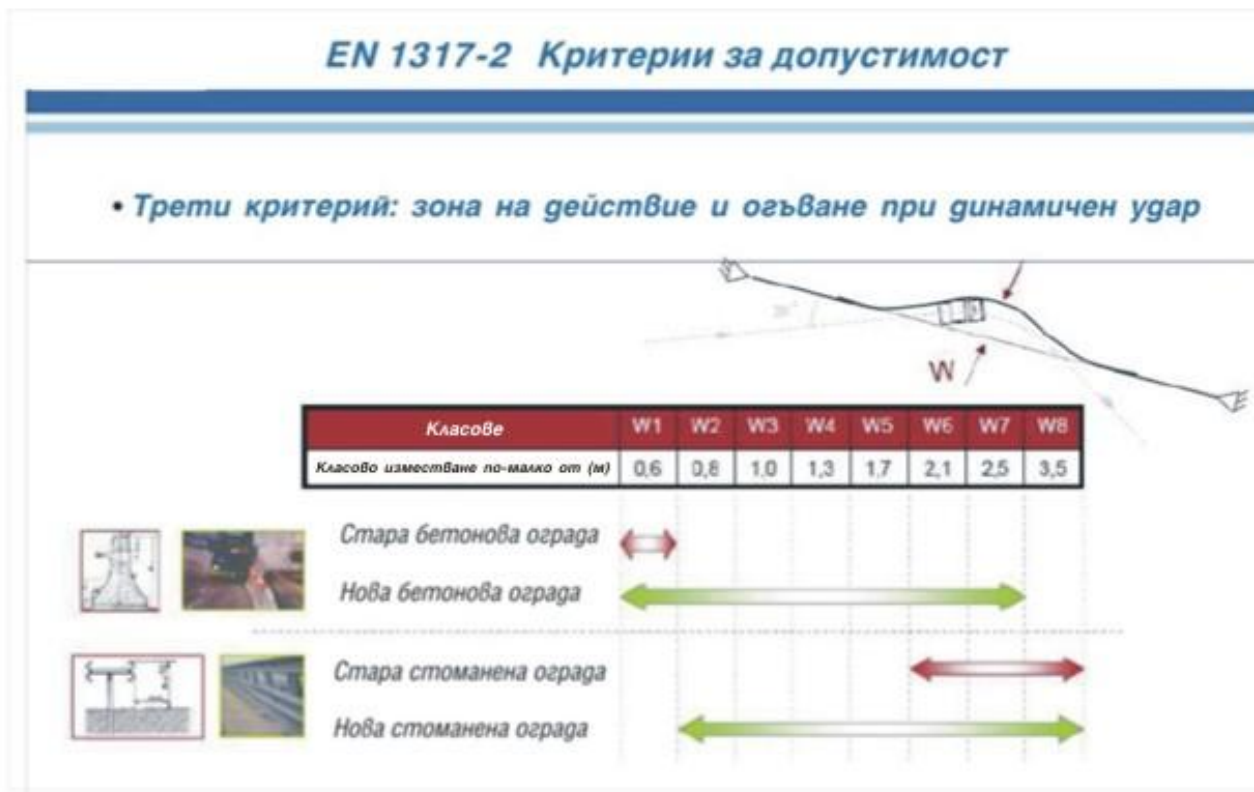 EN 1317-2 Критерии за допустимост
• Трети критерий: зона на действие и огъване при динамичен удар
W
Класове W1 W2 W3 W4 W5 W6 W7 W8
Класово изместване по-малко от (м) 0,6 0,8 1,0 1,3 1,7 2,1 2,5 3,5
Стара бетонова ограда
Нова бетонова ограда
Стара стоманена ограда
Нова стоманена ограда